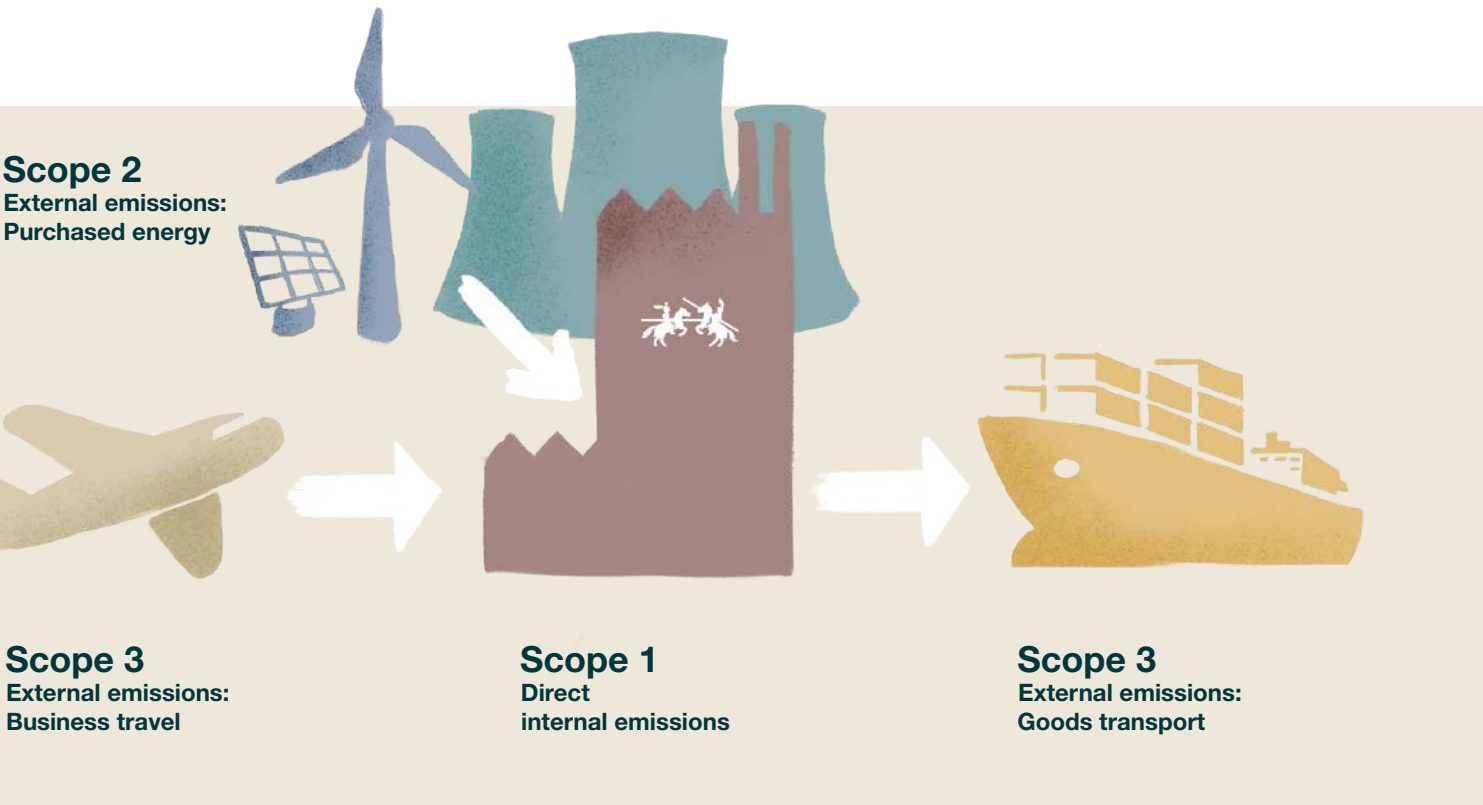 Scope 2
External emissions:
Purchased energy
Scope 3
External emissions:
Business travel
Scope 1
Direct
internal emissions
Scope 3
External emissions:
Goods transport